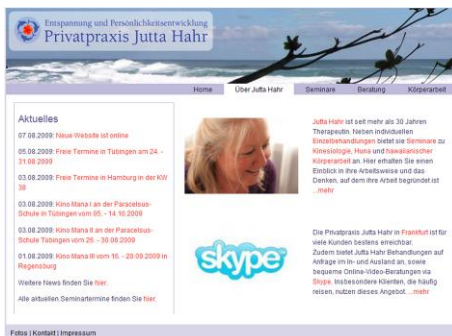 Entspannung und Persönlichkeitsentwicklung
Privatpraxis Jutta Hahr
Home
Über Jutta Hahr
Seminare
Beratung
Körperarbeit
Aktuelles
07.08.2009: Neue Website ist online
05.08.2009: Freie Termine in Tübingen am 24. -
31.08.2009
03.08.2009: Freie Termine in Hamburg in der KW
38
03.08.2009: Kino Mana I an der Paracelsus-
Schule in Tübingen vom 05. - 14.10.2009
03.08.2009: Kino Mana II an der Paracelsus-
Schule in Tübingen vom 26. - 30.08.2009
01.08.2009: Kino Mana III vom 16. - 20.09.2009 in
Regensburg
Weitere News finden Sie hier.
Alle aktuellen Seminartermine finden Sie hier.
Jutta Hahr ist seit mehr als 30 Jahren
Therapeutin. Neben individuellen
Einzelbehandlungen bietet sie Seminare zu
Kinesiologie, Huna und hawaiianischer
Körperarbeit an. Hier erhalten Sie einen
Einblick in ihre Arbeitsweise und das
Denken, auf dem ihre Arbeit begründet ist
...mehr
skype
Die Privatpraxis Jutta Hahr in Frankfurt ist für
viele Kunden bestens erreichbar.
Zudem bietet Jutta Hahr Behandlungen auf
Anfrage im In- und Ausland an, sowie
bequeme Online-Video-Beratungen via
Skype. Insbesondere Klienten, die häufig
reisen, nutzen dieses Angebot. ...mehr
Fotos | Kontakt | Impressum